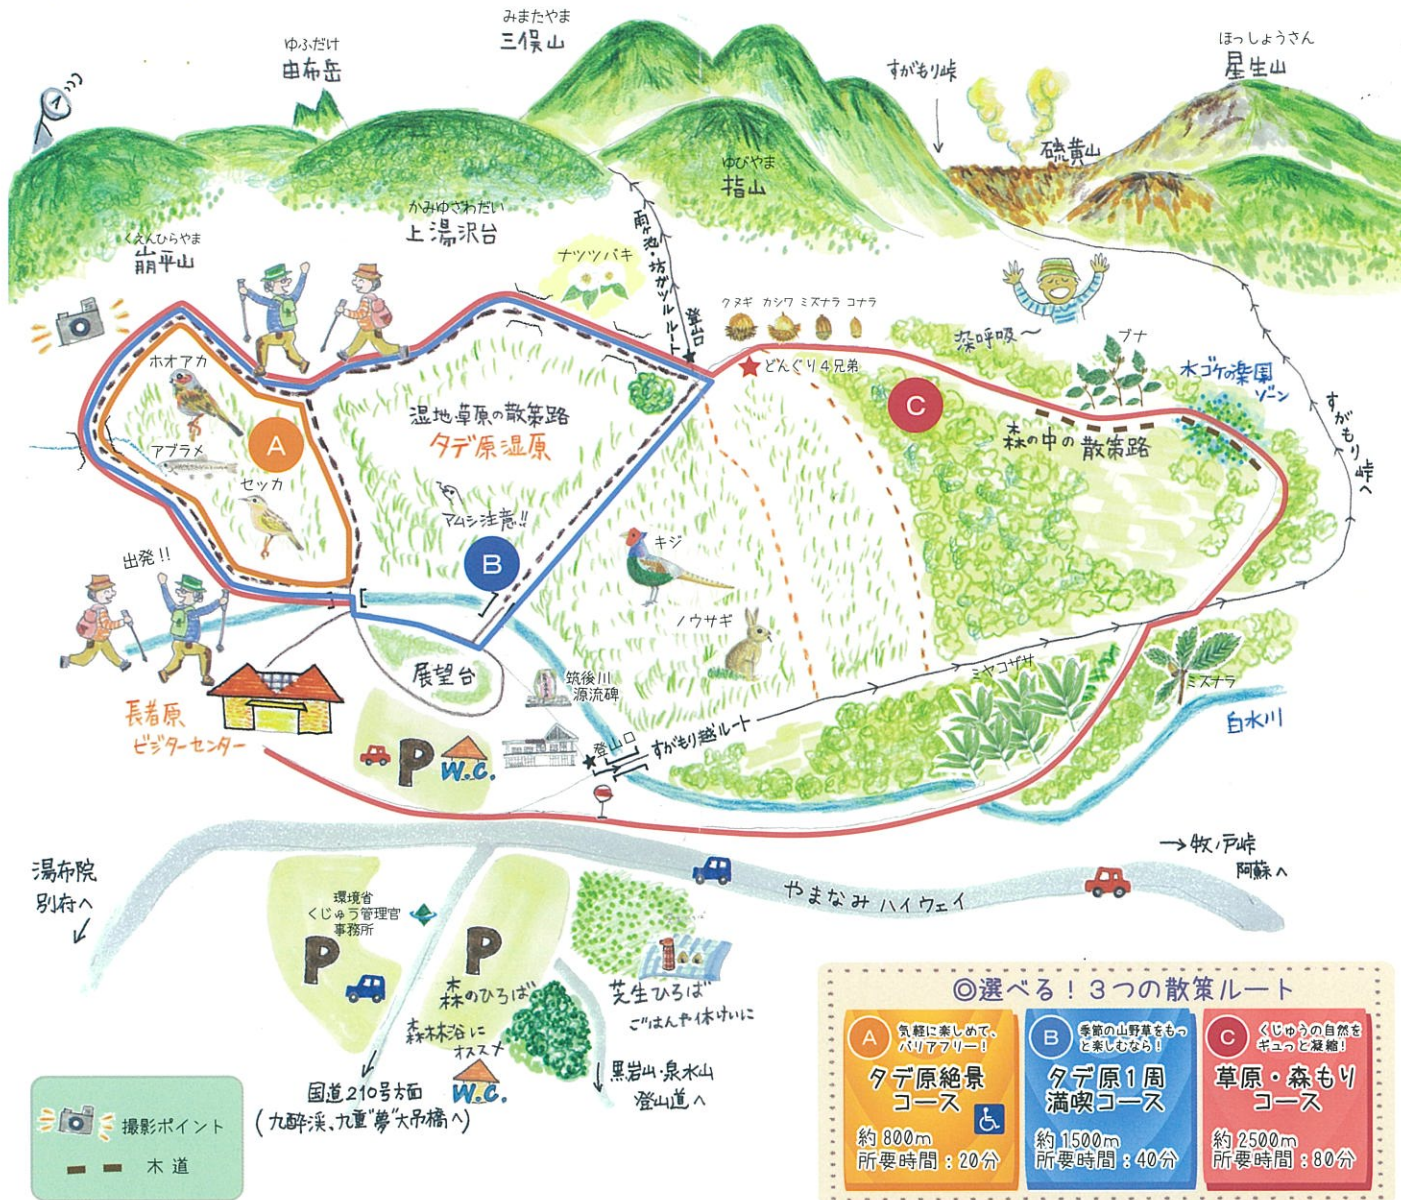 みまたやま
三俣山
ゆふだけ
由布岳
ほっしょうさん
星生山
すがもり峠
硫黄山
ゆびやま
指山
かみゆさわだい
上湯沢台
くえんひらやま
崩平山
ナツツバキ
雨ヶ池・坊ガツルルート
登山口
クヌギ カシワ ミズナラ コナラ
どんぐり4兄弟
深呼吸～
ブナ
水ゴケの楽園
ゾーン
森の中の散策路
すがもり峠へ
ホオアカ
A
アブラメ
セッカ
湿地草原の散策路
タデ原湿原
マムシ注意!!
B
C
キジ
ノウサギ
出発!!
展望台
筑後川
源流碑
長者原
ビジターセンター
P
W.C.
登山口
すがもり越ルート
ミヤコザサ
ミズナラ
白水川
湯布院
別府へ
やまなみハイウェイ
→牧ノ戸峠
阿蘇へ
環境省
くじゅう管理官
事務所
P
P
森のひろば
森林浴に
オススメ
W.C.
芝生ひろば
ごはんや休けいに
黒岩山・泉水山
登山道へ
国道210号方面
(九酔渓、九重"夢"大吊橋へ)
撮影ポイント
木道
◎選べる！３つの散策ルート
A
気軽に楽しめて、
バリアフリー！
タデ原絶景
コース
約800m
所要時間：20分
B
季節の山野草をもっ
と楽しむなら！
タデ原１周
満喫コース
約1500m
所要時間：40分
C
くじゅうの自然を
ギュっと凝縮！
草原・森もり
コース
約2500m
所要時間：80分